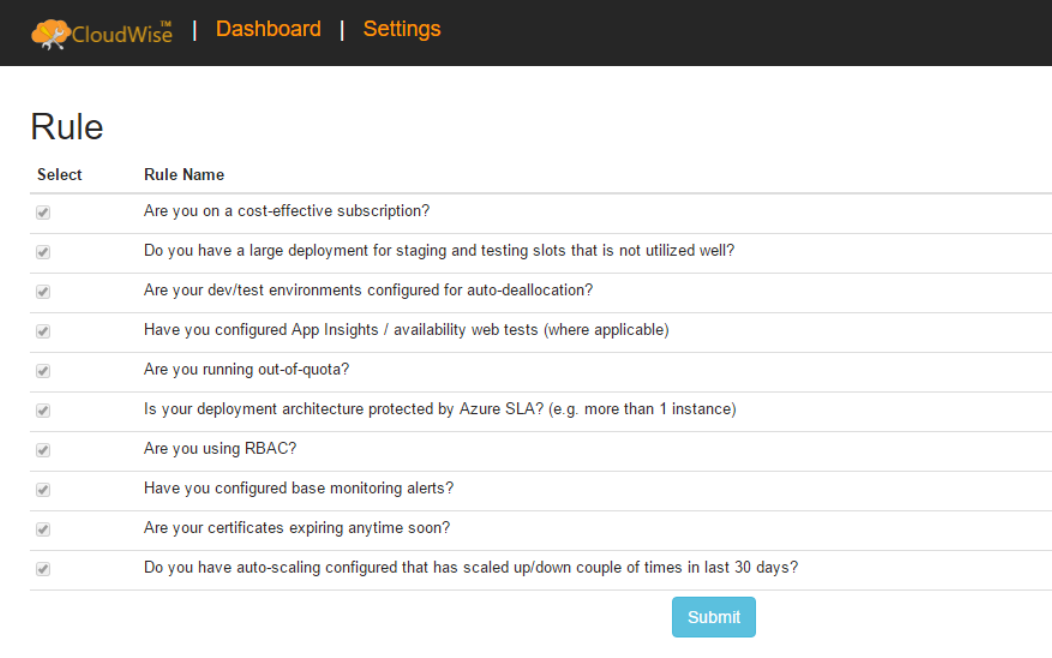 CloudWise™ | Dashboard | Settings
Rule
Select Rule Name
Are you on a cost-effective subscription?
Do you have a large deployment for staging and testing slots that is not utilized well?
Are your dev/test environments configured for auto-deallocation?
Have you configured App Insights / availability web tests (where applicable)
Are you running out-of-quota?
Is your deployment architecture protected by Azure SLA? (e.g. more than 1 instance)
Are you using RBAC?
Have you configured base monitoring alerts?
Are your certificates expiring anytime soon?
Do you have auto-scaling configured that has scaled up/down couple of times in last 30 days?
Submit